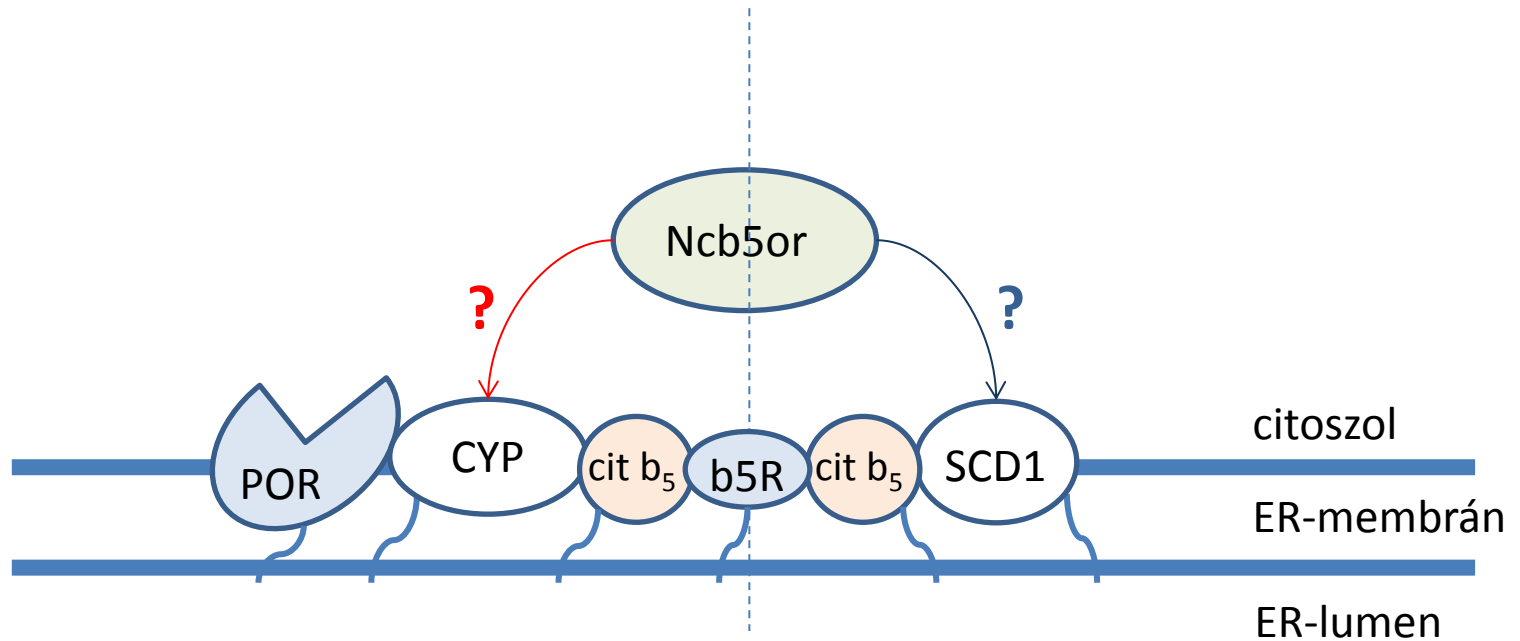 Ncb5or
?
?
citoszol
POR
CYP
cit b₅
b5R
cit b₅
SCD1
ER-membrán
ER-lumen